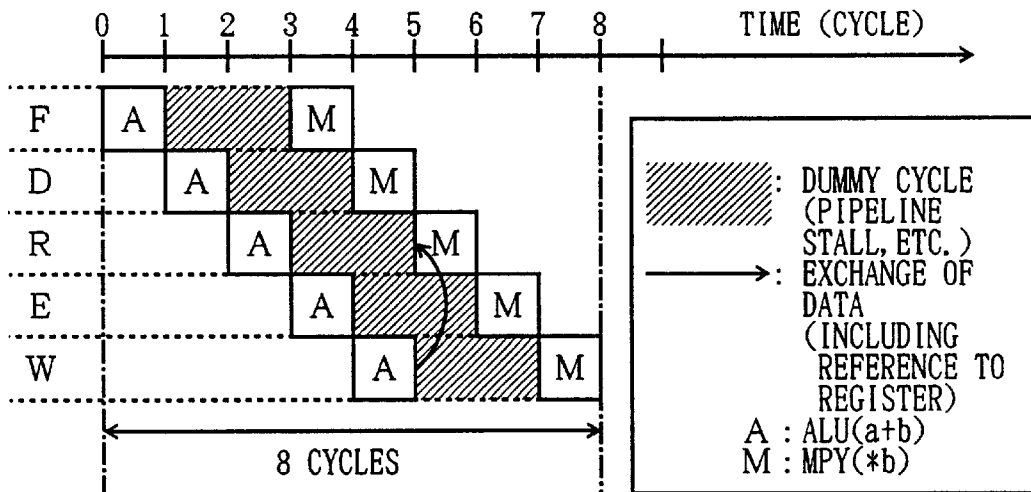 0 1 2 3 4 5 6 7 8 TIME (CYCLE)
F A M
D A M
R A M
E A M
W A M
8 CYCLES
: DUMMY CYCLE
(PIPELINE
STALL, ETC.)
: EXCHANGE OF
DATA
(INCLUDING
REFERENCE TO
REGISTER)
A : ALU(a+b)
M : MPY(*b)